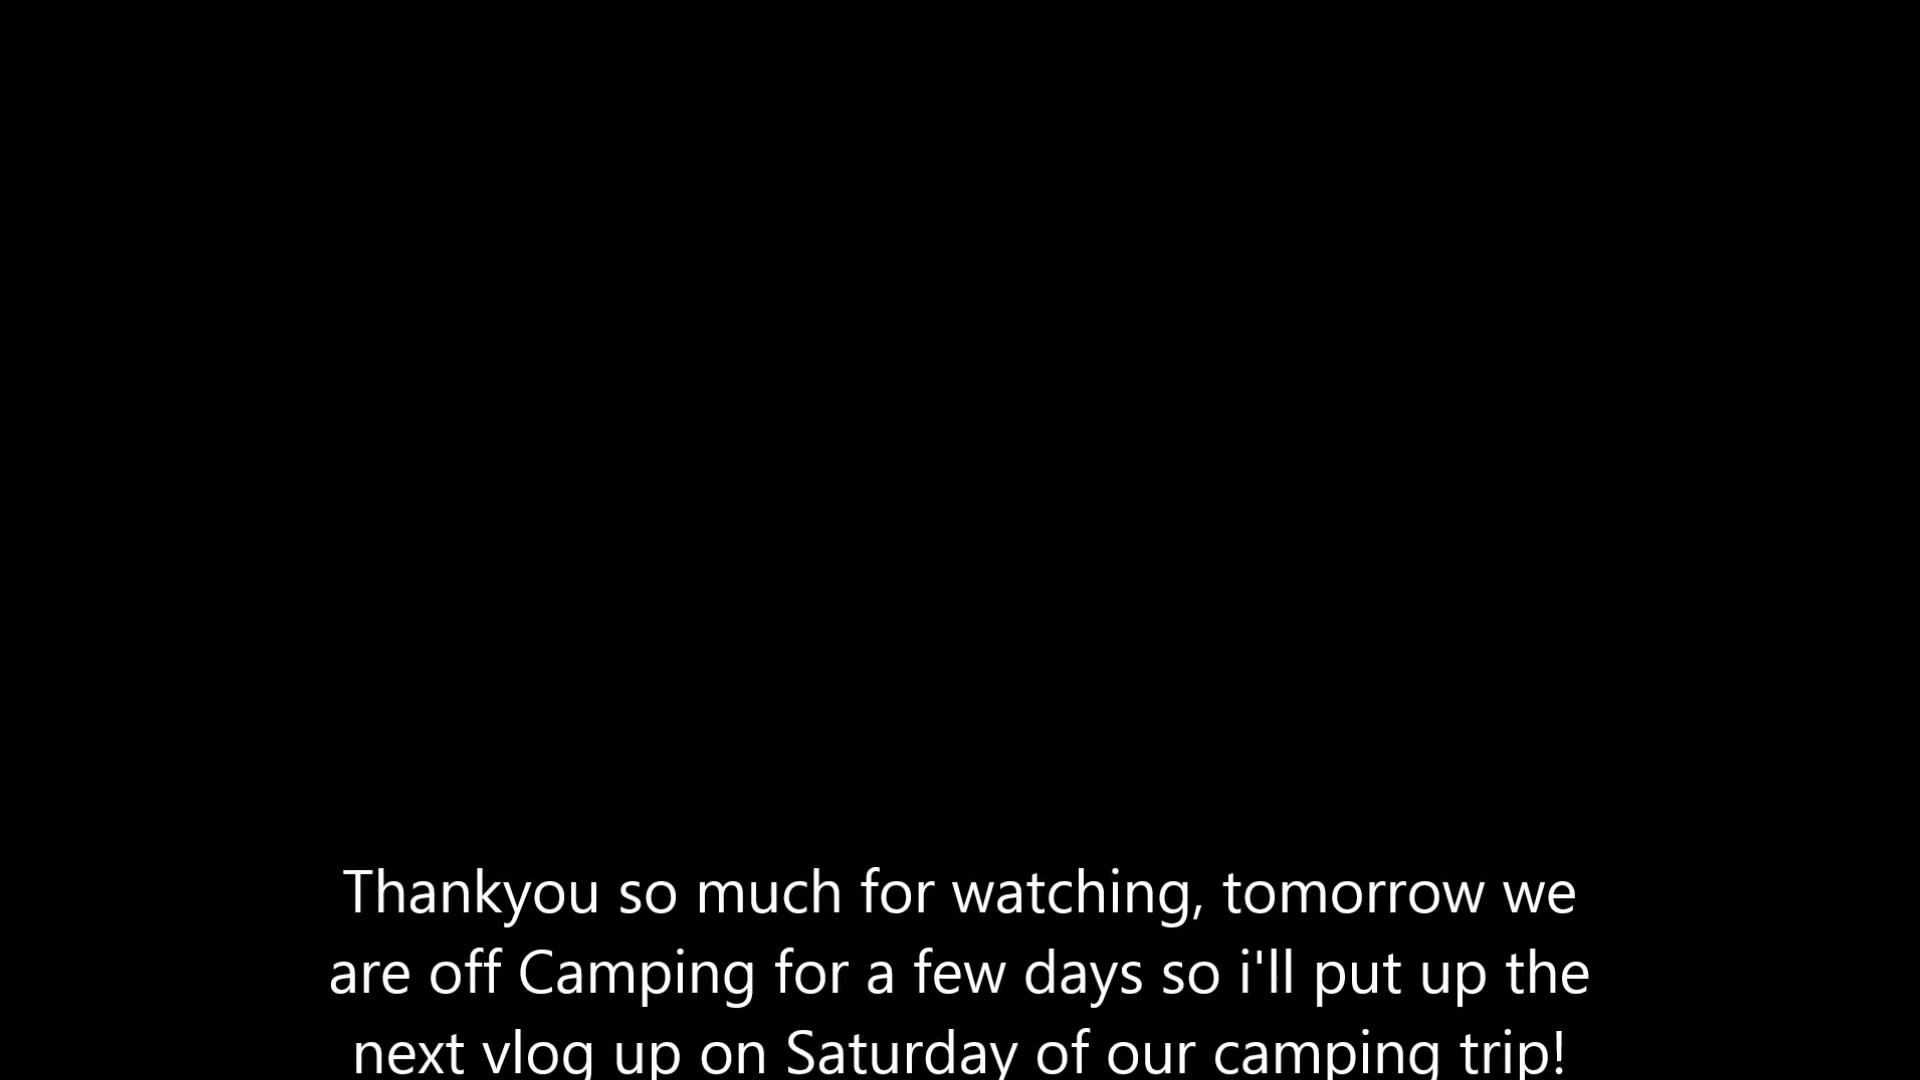 Thankyou so much for watching, tomorrow we
are off Camping for a few days so i'll put up the
next vlog up on Saturday of our camping trip!